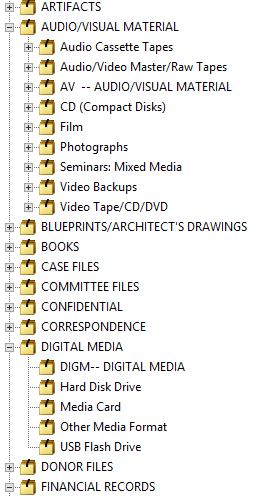 ARTIFACTS
AUDIO/VISUAL MATERIAL
Audio Cassette Tapes
Audio/Video Master/Raw Tapes
AV -- AUDIO/VISUAL MATERIAL
CD (Compact Disks)
Film
Photographs
Seminars: Mixed Media
Video Backups
Video Tape/CD/DVD
BLUEPRINTS/ARCHITECT'S DRAWINGS
BOOKS
CASE FILES
COMMITTEE FILES
CONFIDENTIAL
CORRESPONDENCE
DIGITAL MEDIA
DIGM-- DIGITAL MEDIA
Hard Disk Drive
Media Card
Other Media Format
USB Flash Drive
DONOR FILES
FINANCIAL RECORDS